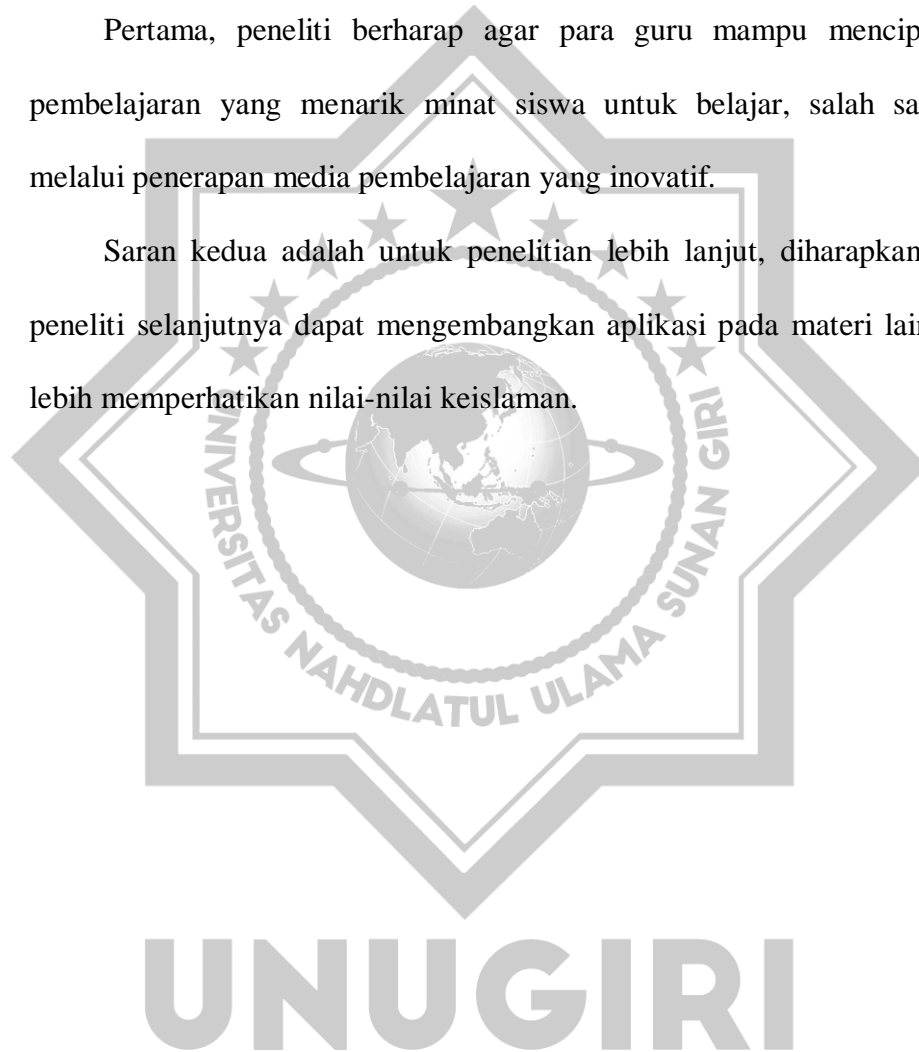 Pertama, peneliti berharap agar para guru mampu mencip
pembelajaran yang menarik minat siswa untuk belajar, salah sa
melalui penerapan media pembelajaran yang inovatif.
Saran kedua adalah untuk penelitian lebih lanjut, diharapkan
peneliti selanjutnya dapat mengembangkan aplikasi pada materi lain
lebih memperhatikan nilai-nilai keislaman.
UNIVERSITAS NAHDLATUL ULAMA SUNAN GIRI
UNUGIRI